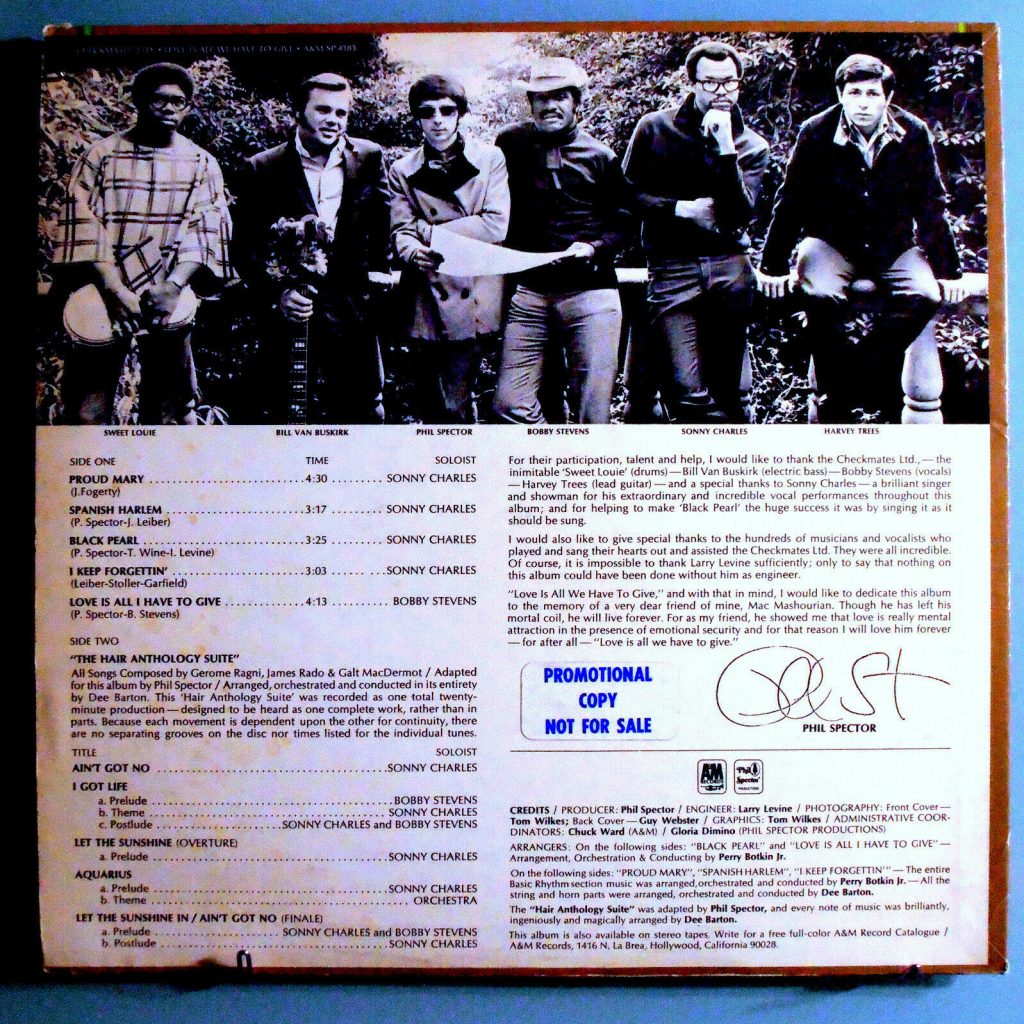 CHECKMATES LTD. • LOVE IS ALL WE HAVE TO GIVE • A&M SP 4183
SWEET LOUIE BILL VAN BUSKIRK PHIL SPECTOR BOBBY STEVENS SONNY CHARLES HARVEY TREES
SIDE ONE TIME SOLOIST
PROUD MARY ........................4:30 .......... SONNY CHARLES
(J.Fogerty)
SPANISH HARLEM ....................3:17 .......... SONNY CHARLES
(P. Spector-J. Leiber)
BLACK PEARL ........................3:25 .......... SONNY CHARLES
(P. Spector-T. Wine-I. Levine)
I KEEP FORGETTIN' ...................3:03 .......... SONNY CHARLES
(Leiber-Stoller-Garfield)
LOVE IS ALL I HAVE TO GIVE ............4:13 .......... BOBBY STEVENS
(P. Spector-B. Stevens)
SIDE TWO
"THE HAIR ANTHOLOGY SUITE"
All Songs Composed by Gerome Ragni, James Rado & Galt MacDermot / Adapted
for this album by Phil Spector / Arranged, orchestrated and conducted in its entirety
by Dee Barton. This 'Hair Anthology Suite' was recorded as one total twenty-
minute production — designed to be heard as one complete work, rather than in
parts. Because each movement is dependent upon the other for continuity, there
are no separating grooves on the disc nor times listed for the individual tunes.
TITLE SOLOIST
AIN'T GOT NO ..................................SONNY CHARLES
I GOT LIFE
a. Prelude ....................................BOBBY STEVENS
b. Theme ....................................SONNY CHARLES
c. Postlude ....................SONNY CHARLES and BOBBY STEVENS
LET THE SUNSHINE (OVERTURE)
a. Prelude ....................................SONNY CHARLES
AQUARIUS
a. Prelude ....................................SONNY CHARLES
b. Theme ....................................ORCHESTRA
LET THE SUNSHINE IN / AIN'T GOT NO (FINALE)
a. Prelude ....................SONNY CHARLES and BOBBY STEVENS
b. Postlude ....................................SONNY CHARLES
For their participation, talent and help, I would like to thank the Checkmates Ltd., — the
inimitable 'Sweet Louie' (drums) — Bill Van Buskirk (electric bass) — Bobby Stevens (vocals)
— Harvey Trees (lead guitar) — and a special thanks to Sonny Charles — a brilliant singer
and showman for his extraordinary and incredible vocal performances throughout this
album; and for helping to make 'Black Pearl' the huge success it was by singing it as it
should be sung.
I would also like to give special thanks to the hundreds of musicians and vocalists who
played and sang their hearts out and assisted the Checkmates Ltd. They were all incredible.
Of course, it is impossible to thank Larry Levine sufficiently; only to say that nothing on
this album could have been done without him as engineer.
"Love Is All We Have To Give," and with that in mind, I would like to dedicate this album
to the memory of a very dear friend of mine, Mac Mashourian. Though he has left his
mortal coil, he will live forever. For as my friend, he showed me that love is really mental
attraction in the presence of emotional security and for that reason I will love him forever
— for after all — "Love is all we have to give."
PROMOTIONAL
COPY
NOT FOR SALE
PHIL SPECTOR
A&M
RECORDS
Phil
Spector
PRODUCTIONS
CREDITS / PRODUCER: Phil Spector / ENGINEER: Larry Levine / PHOTOGRAPHY: Front Cover —
Tom Wilkes; Back Cover — Guy Webster / GRAPHICS: Tom Wilkes / ADMINISTRATIVE COOR-
DINATORS: Chuck Ward (A&M) / Gloria Dimino (PHIL SPECTOR PRODUCTIONS)
ARRANGERS: On the following sides: "BLACK PEARL" and "LOVE IS ALL I HAVE TO GIVE" —
Arrangement, Orchestration & Conducting by Perry Botkin Jr.
On the following sides: "PROUD MARY", "SPANISH HARLEM", "I KEEP FORGETTIN'" — The entire
Basic Rhythm section music was arranged, orchestrated and conducted by Perry Botkin Jr. — All the
string and horn parts were arranged, orchestrated and conducted by Dee Barton.
The "Hair Anthology Suite" was adapted by Phil Spector, and every note of music was brilliantly,
ingeniously and magically arranged by Dee Barton.
This album is also available on stereo tapes. Write for a free full-color A&M Record Catalogue /
A&M Records, 1416 N. La Brea, Hollywood, California 90028.